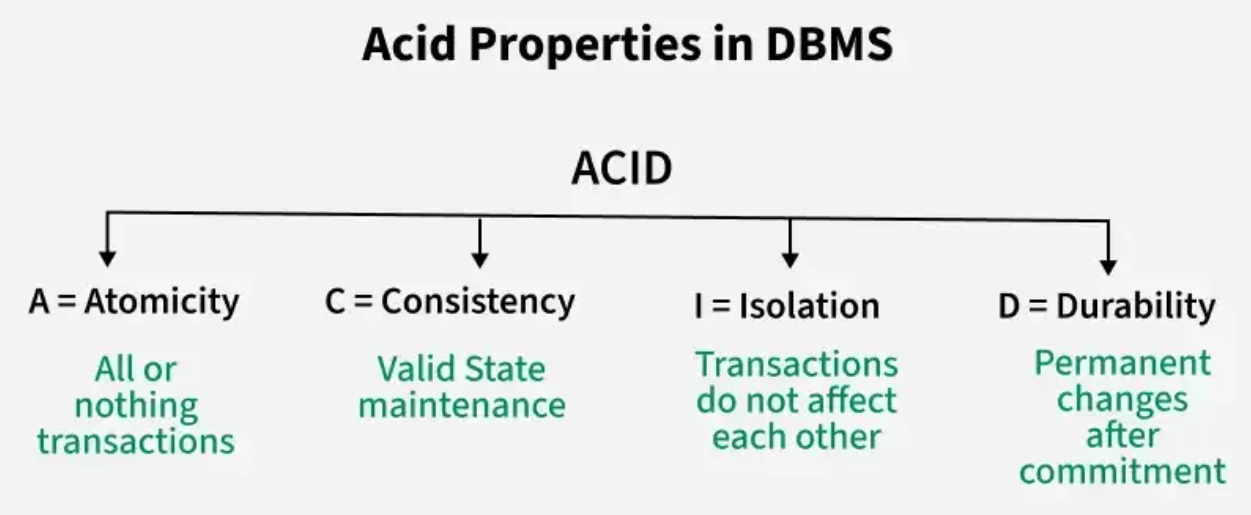 Acid Properties in DBMS
ACID
A = Atomicity
All or
nothing
transactions
C = Consistency
Valid State
maintenance
I = Isolation
Transactions
do not affect
each other
D = Durability
Permanent
changes
after
commitment